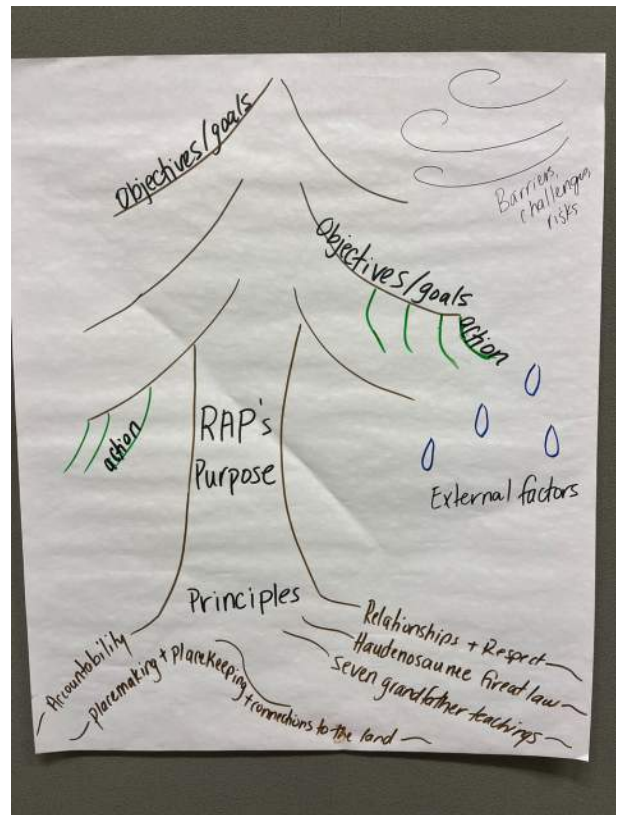 Objectives/goals
Barriers,
challenges,
risks
Objectives/goals
action
action
RAP's
Purpose
External factors
Principles
Accountability
placemaking + placekeeping + connections to the land
Relationships + Respect
Haudenosaunee Great law
Seven grandfather teachings